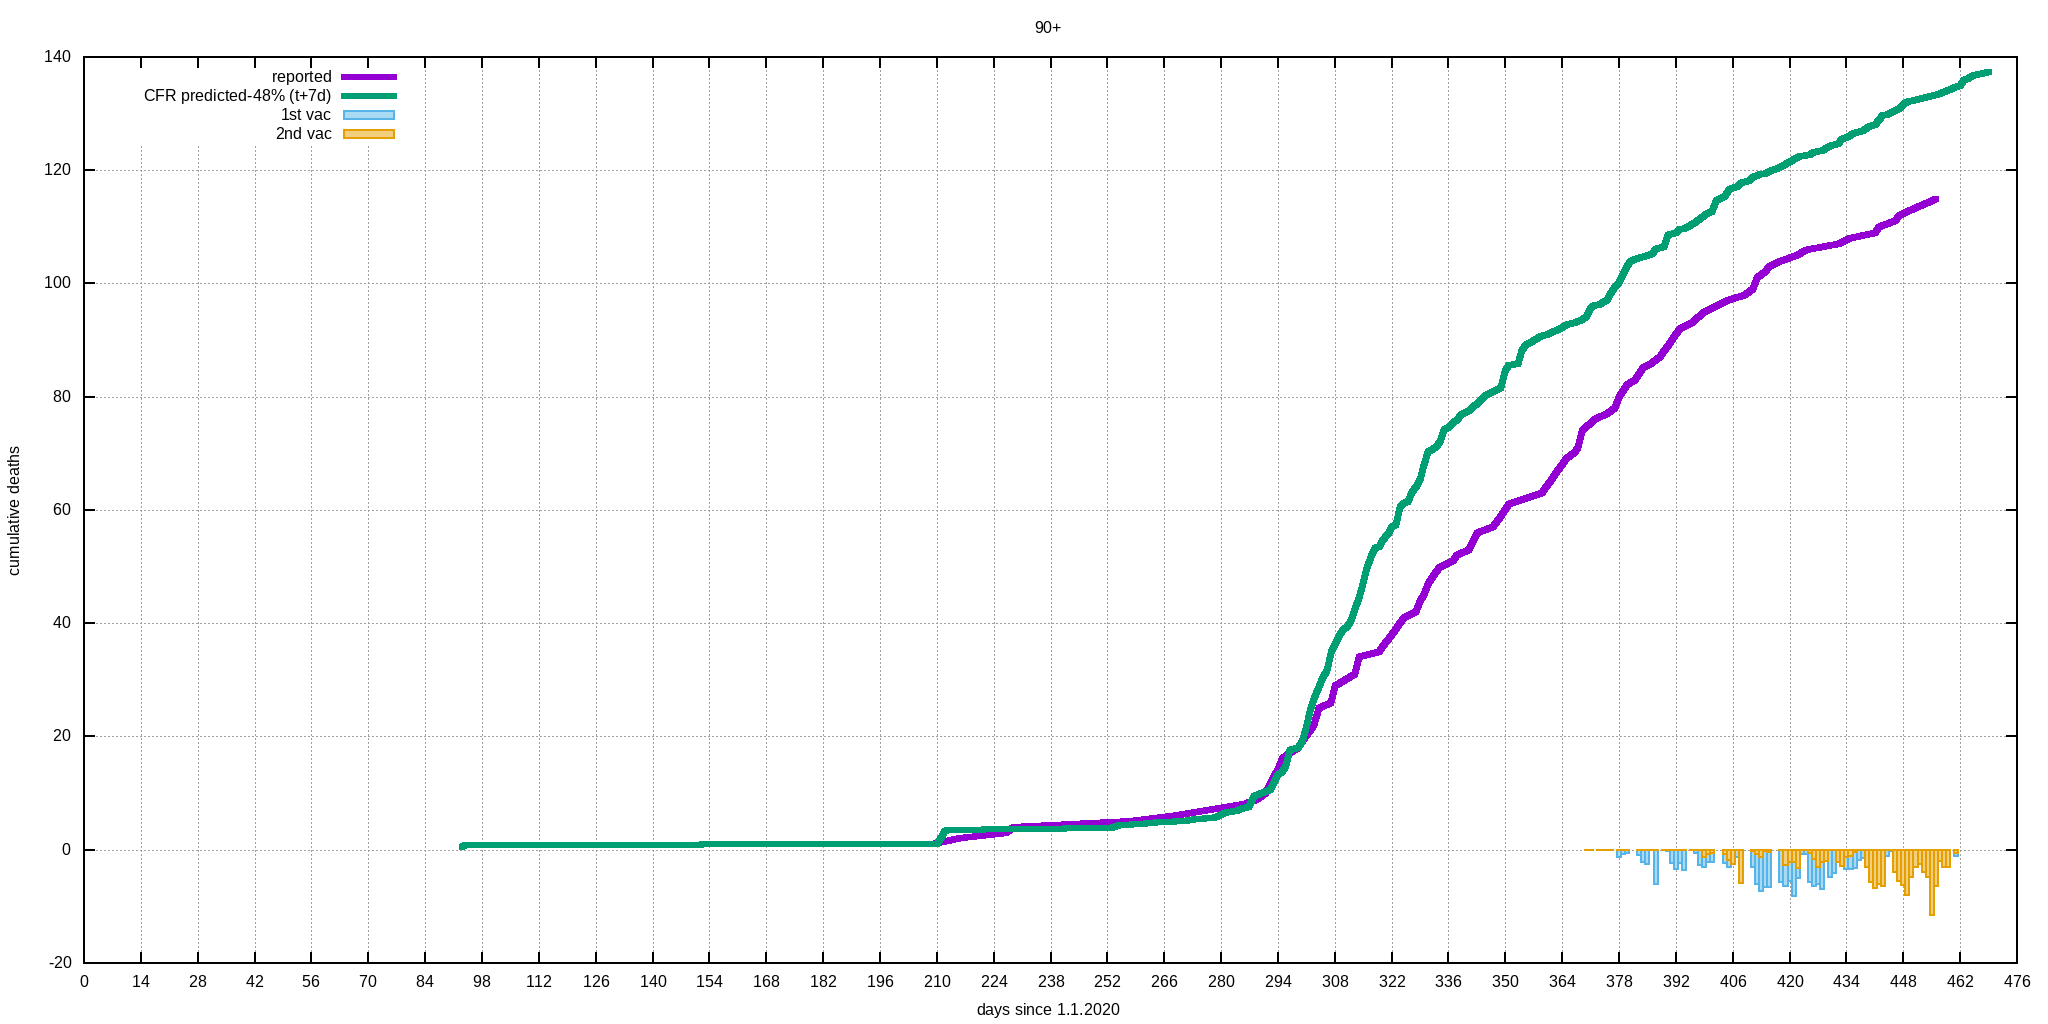 90+
140
120
100
80
60
40
20
0
-20
reported
CFR predicted-48% (t+7d)
1st vac
2nd vac
cumulative deaths
0 14 28 42 56 70 84 98 112 126 140 154 168 182 196 210 224 238 252 266 280 294 308 322 336 350 364 378 392 406 420 434 448 462 476
days since 1.1.2020